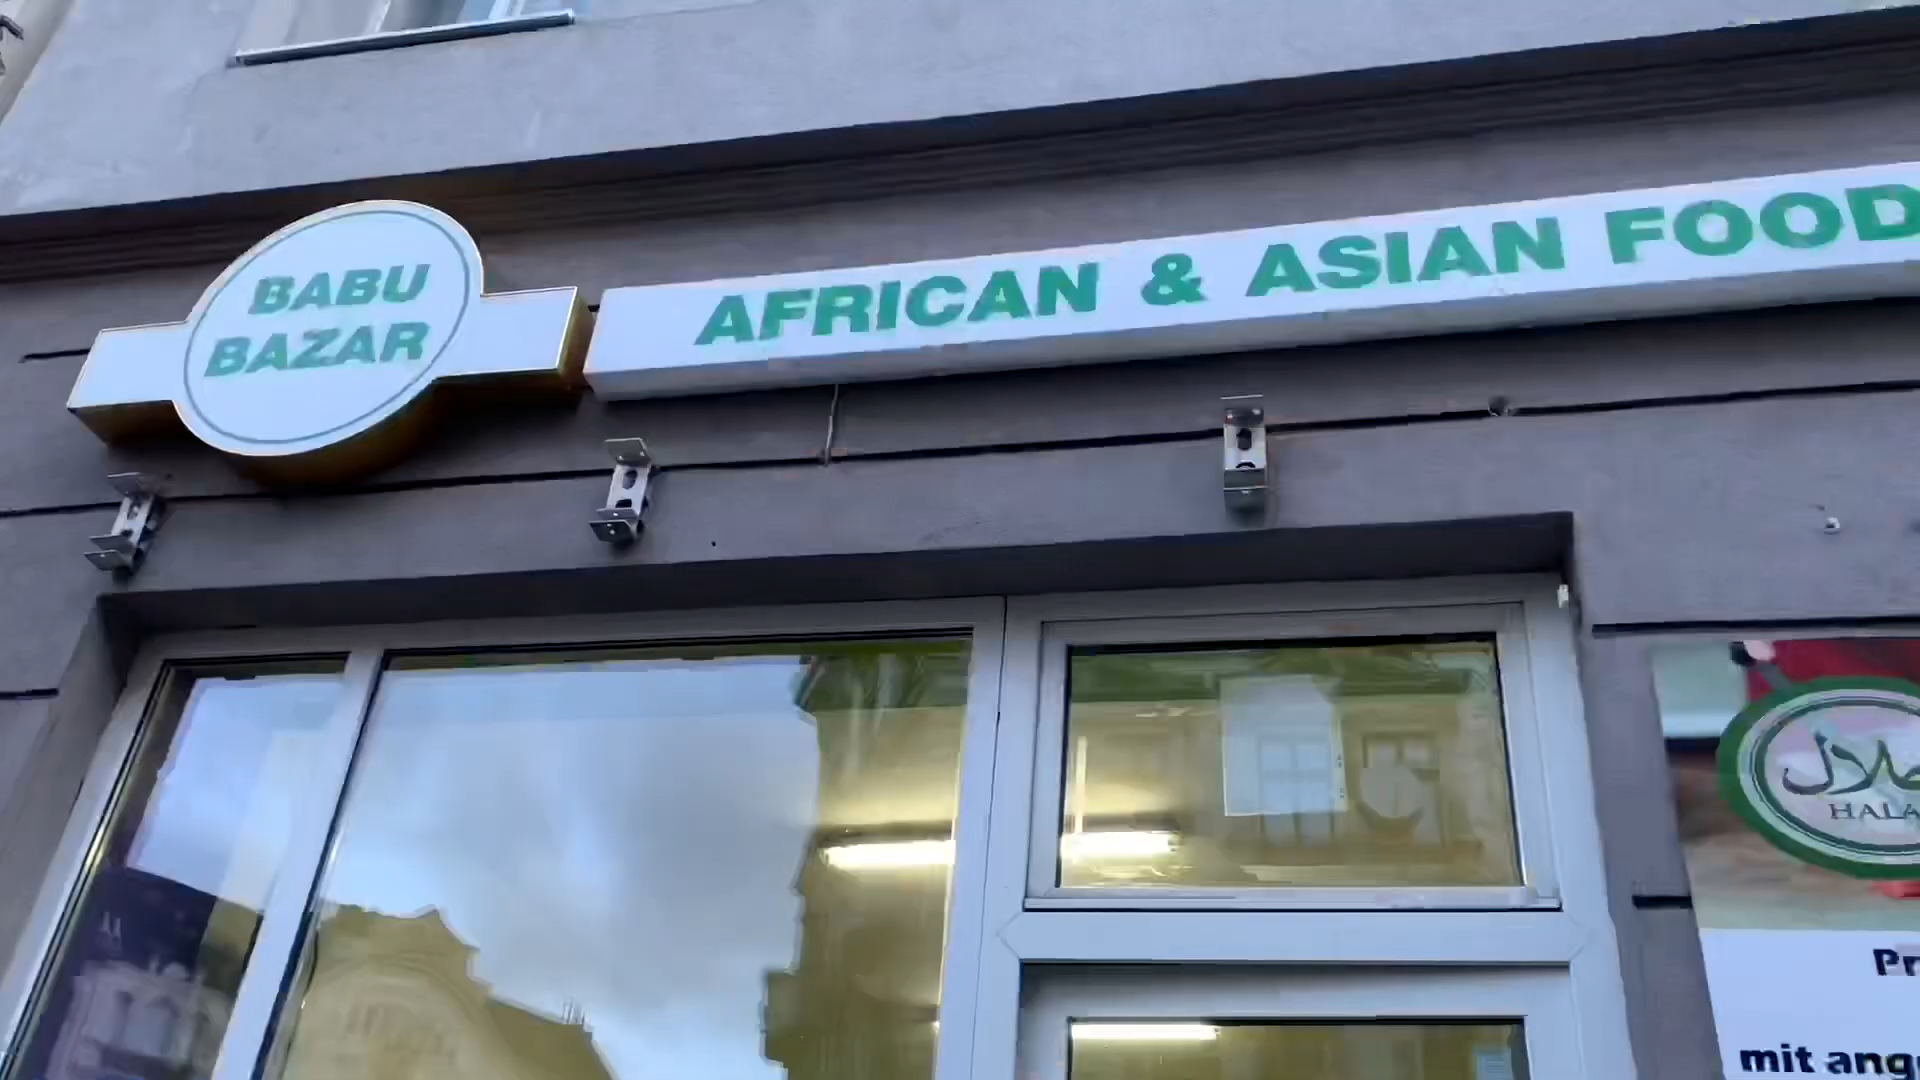 BABU
BAZAR
AFRICAN & ASIAN FOOD
حلال
HALA
Pr
mit ang